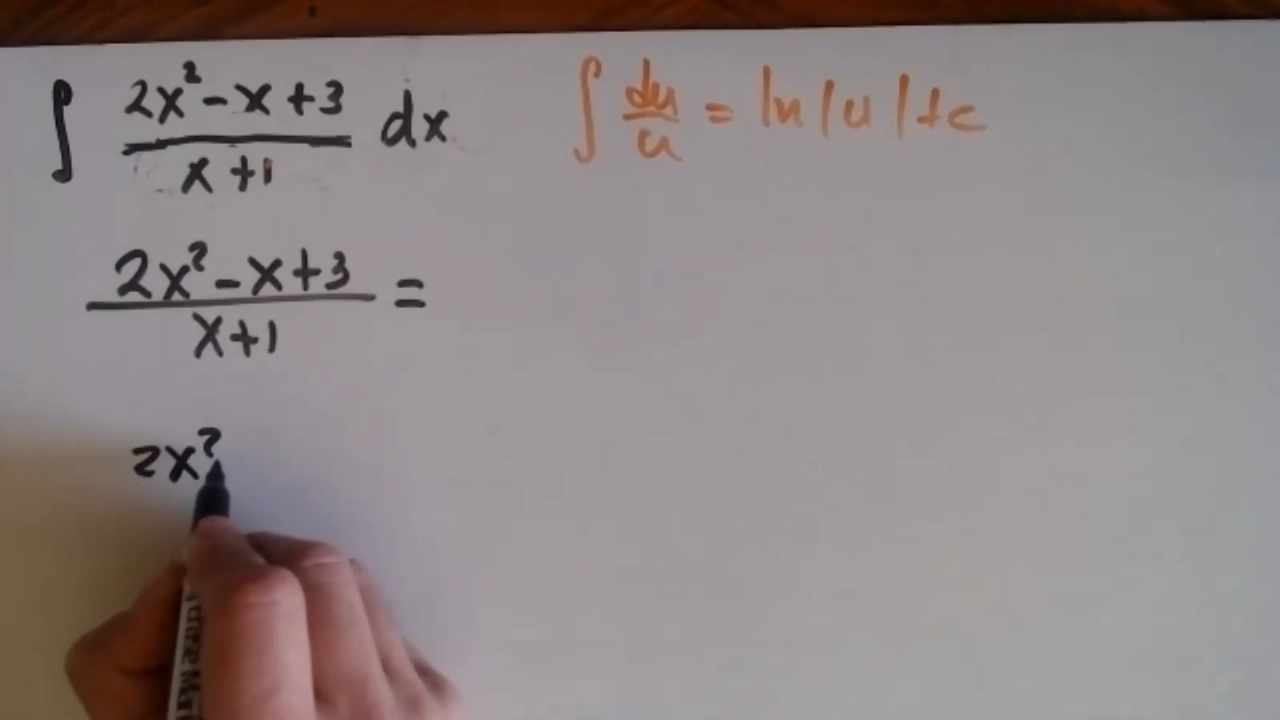 ∫ (2x² - x + 3)/(x + 1) dx
∫ du/u = ln |u| + c
(2x² - x + 3)/(x + 1) =
2x²